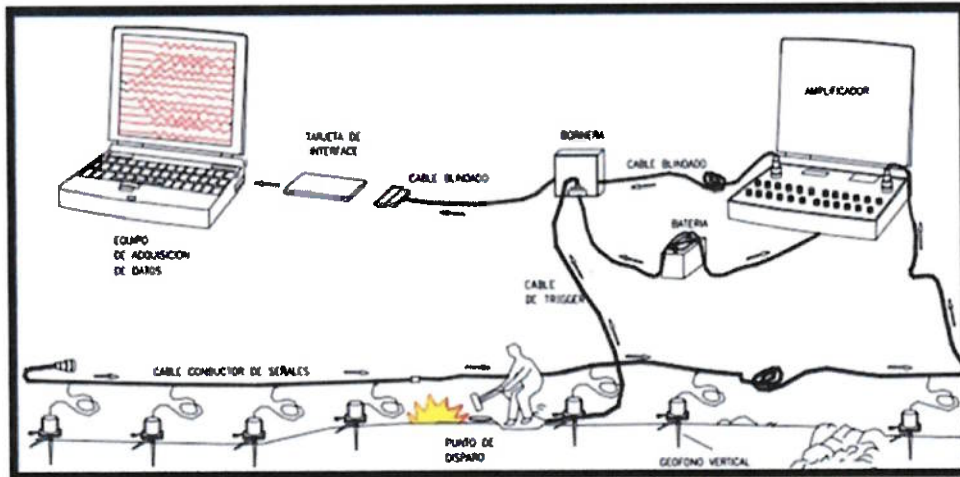 AMPLIFICADOR
TARJETA DE
INTERFACE
BORNERA
CABLE BLINDADO
CABLE BLINDADO
BATERIA
EQUIPO
DE ADQUISICION
DE DATOS
CABLE
DE TRIGGER
CABLE CONDUCTOR DE SEÑALES
PUNTO DE
DISPARO
GEOFONO VERTICAL